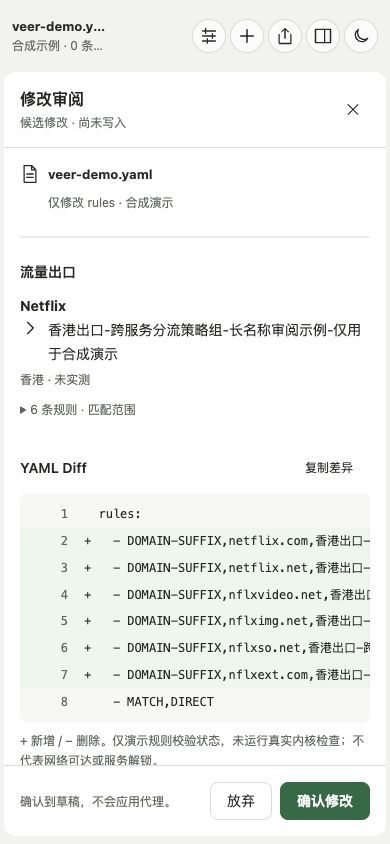 veer-demo.y...
合成示例 · 0 条...
修改审阅
候选修改 · 尚未写入
veer-demo.yaml
仅修改 rules · 合成演示
流量出口
Netflix
香港出口-跨服务分流策略组-长名称审阅示例-仅用
于合成演示
香港 · 未实测
6 条规则 · 匹配范围
YAML Diff 复制差异
1 rules:
2 + - DOMAIN-SUFFIX,netflix.com,香港出口-
3 + - DOMAIN-SUFFIX,netflix.net,香港出口-
4 + - DOMAIN-SUFFIX,nflxvideo.net,香港出
5 + - DOMAIN-SUFFIX,nflximg.net,香港出口-
6 + - DOMAIN-SUFFIX,nflxso.net,香港出口-
7 + - DOMAIN-SUFFIX,nflxext.com,香港出口-
8 - MATCH,DIRECT
+ 新增 / − 删除。仅演示规则校验状态，未运行真实内核检查；不
代表网络可达或服务解锁。
确认到草稿，不会应用代理。 放弃 确认修改